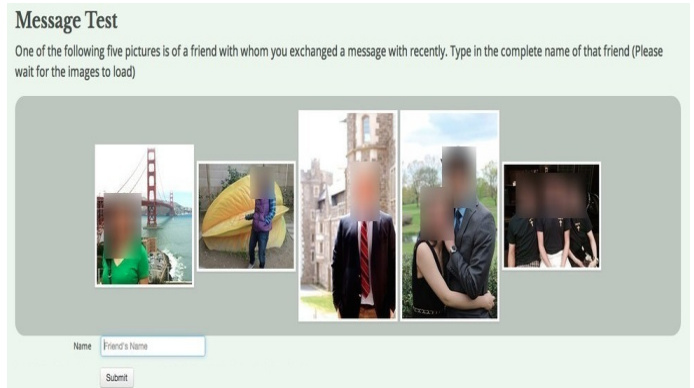 Message Test
One of the following five pictures is of a friend with whom you exchanged a message with recently. Type in the complete name of that friend (Please
wait for the images to load)
Name
Friend's Name
Submit